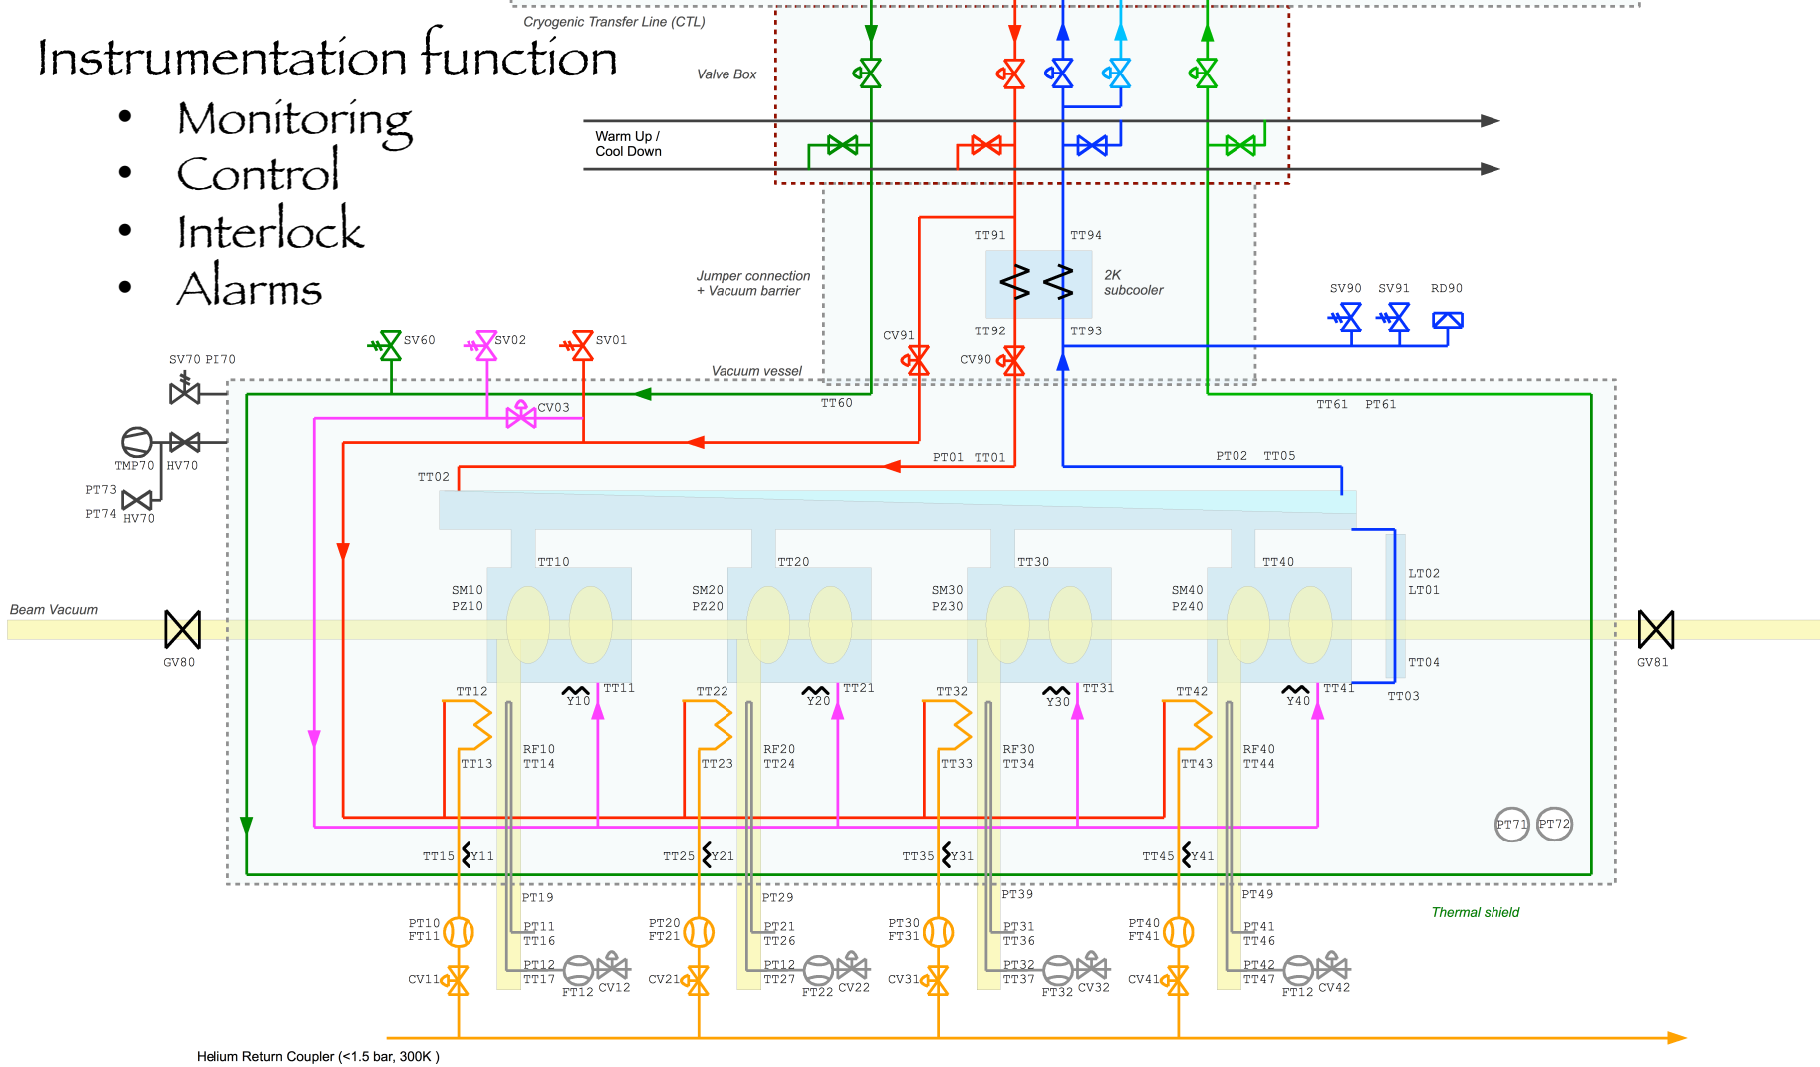 Cryogenic Transfer Line (CTL)
Instrumentation function
• Monitoring
• Control
• Interlock
• Alarms
Valve Box
Warm Up /
Cool Down
TT91 TT94
Jumper connection
+ Vacuum barrier
2K
subcooler
SV90 SV91 RD90
TT92 TT93
CV91
CV90
SV60 SV02 SV01
SV70 PI70
Vacuum vessel
TT60
CV03
TT61 PT61
TMP70 HV70
PT73
PT74 HV70
PT01 TT01
PT02 TT05
TT02
TT10 TT20 TT30 TT40
SM10 SM20 SM30 SM40
PZ10 PZ20 PZ30 PZ40
LT02
LT01
Beam Vacuum
GV80
GV81
TT04
TT03
TT12 Y10 TT11
TT22 Y20 TT21
TT32 Y30 TT31
TT42 Y40 TT41
RF10 RF20 RF30 RF40
TT13 TT14 TT23 TT24 TT33 TT34 TT43 TT44
PT71 PT72
TT15 Y11 TT25 Y21 TT35 Y31 TT45 Y41
PT19 PT29 PT39 PT49
Thermal shield
PT10 PT11 PT20 PT21 PT30 PT31 PT40 PT41
FT11 TT16 FT21 TT26 FT31 TT36 FT41 TT46
PT12 PT12 PT32 PT42
CV11 TT17 CV21 TT27 CV31 TT37 CV41 TT47
FT12 CV12 FT22 CV22 FT32 CV32 FT12 CV42
Helium Return Coupler (<1.5 bar, 300K )